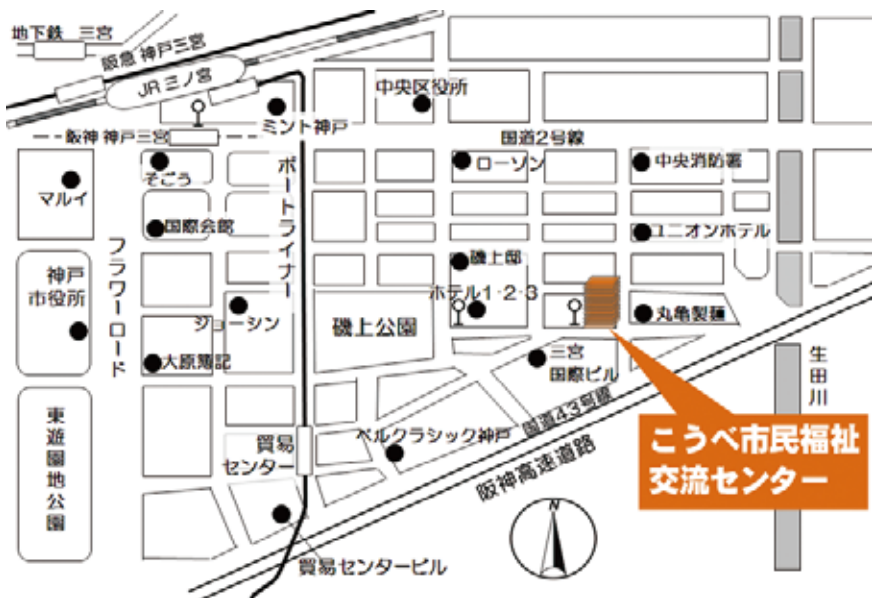 地下鉄 三宮
阪急 神戸三宮
JR 三ノ宮
中央区役所
ミント神戸
阪神 神戸三宮
国道2号線
そごう
ローソン
中央消防署
マルイ
ポートライナー
国際会館
ユニオンホテル
フラワーロード
磯上邸
神戸
市役所
ホテル1・2・3
ジョーシン
磯上公園
丸亀製麺
大原簿記
三宮
国際ビル
生田川
国道43号線
東遊園地公園
貿易
センター
ベルクラシック神戸
こうべ市民福祉
交流センター
阪神高速道路
N
貿易センタービル